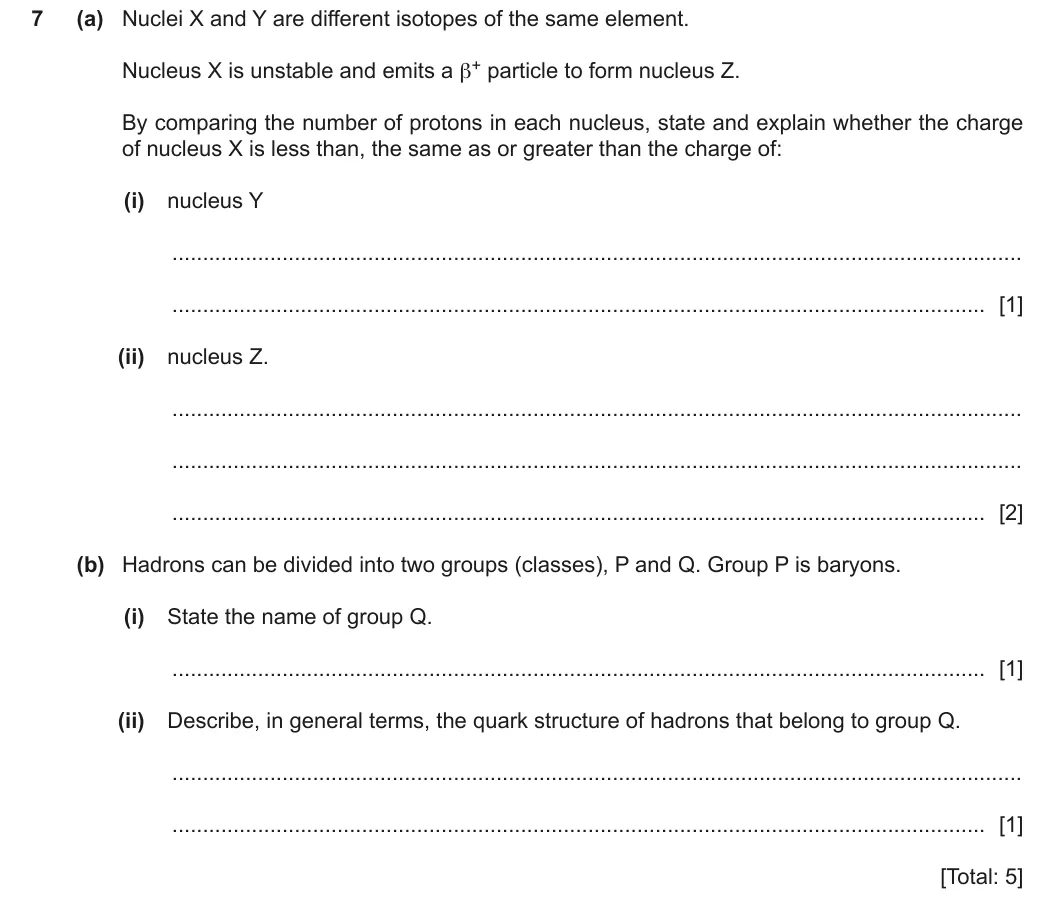 7 (a) Nuclei X and Y are different isotopes of the same element.
Nucleus X is unstable and emits a β⁺ particle to form nucleus Z.
By comparing the number of protons in each nucleus, state and explain whether the charge
of nucleus X is less than, the same as or greater than the charge of:
(i) nucleus Y
................................................................................
................................................................................ [1]
(ii) nucleus Z.
................................................................................
................................................................................
................................................................................ [2]
(b) Hadrons can be divided into two groups (classes), P and Q. Group P is baryons.
(i) State the name of group Q.
................................................................................ [1]
(ii) Describe, in general terms, the quark structure of hadrons that belong to group Q.
................................................................................
................................................................................ [1]
[Total: 5]